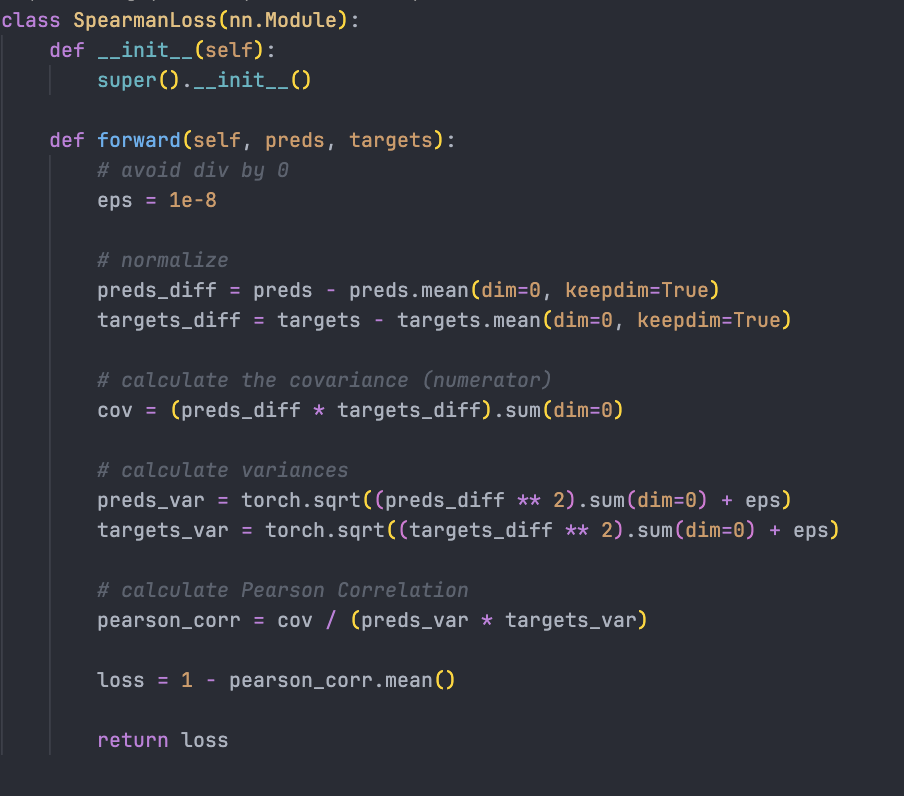 class SpearmanLoss(nn.Module):
    def __init__(self):
        super().__init__()

    def forward(self, preds, targets):
        # avoid div by 0
        eps = 1e-8

        # normalize
        preds_diff = preds - preds.mean(dim=0, keepdim=True)
        targets_diff = targets - targets.mean(dim=0, keepdim=True)

        # calculate the covariance (numerator)
        cov = (preds_diff * targets_diff).sum(dim=0)

        # calculate variances
        preds_var = torch.sqrt((preds_diff ** 2).sum(dim=0) + eps)
        targets_var = torch.sqrt((targets_diff ** 2).sum(dim=0) + eps)

        # calculate Pearson Correlation
        pearson_corr = cov / (preds_var * targets_var)

        loss = 1 - pearson_corr.mean()

        return loss